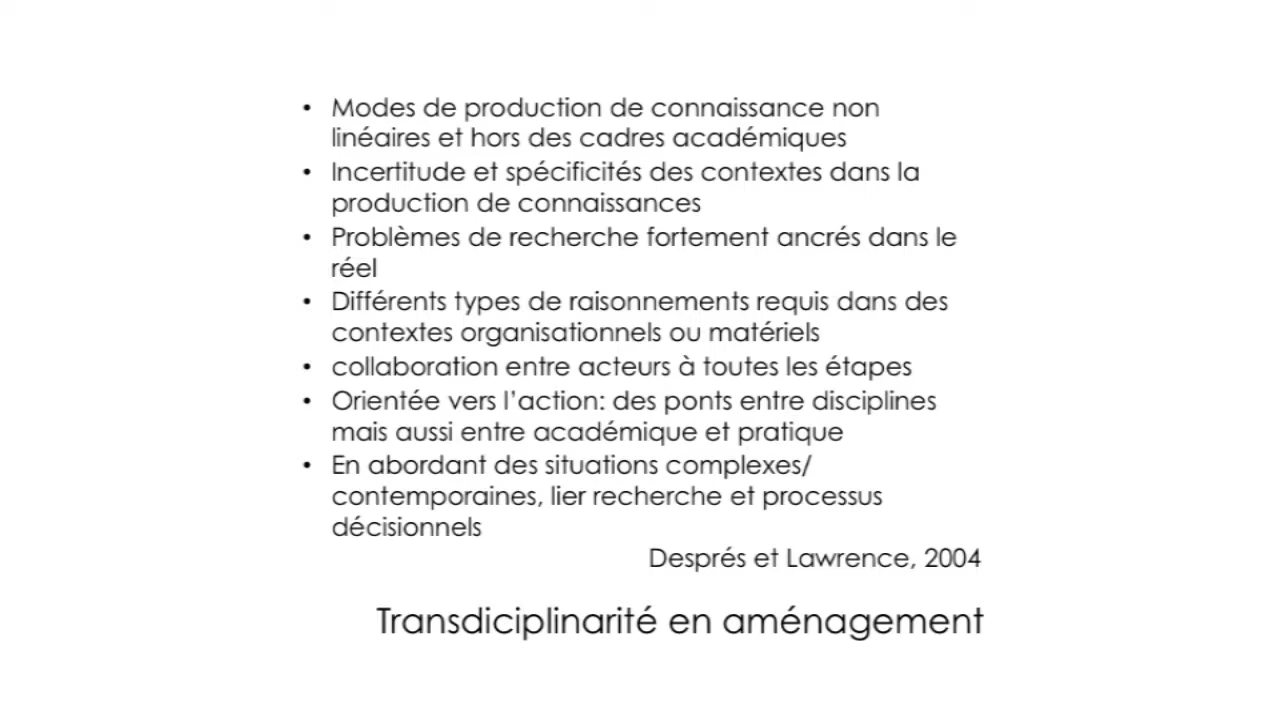 • Modes de production de connaissance non
linéaires et hors des cadres académiques
• Incertitude et spécificités des contextes dans la
production de connaissances
• Problèmes de recherche fortement ancrés dans le
réel
• Différents types de raisonnements requis dans des
contextes organisationnels ou matériels
• collaboration entre acteurs à toutes les étapes
• Orientée vers l’action: des ponts entre disciplines
mais aussi entre académique et pratique
• En abordant des situations complexes/
contemporaines, lier recherche et processus
décisionnels
Després et Lawrence, 2004
Transdiciplinarité en aménagement